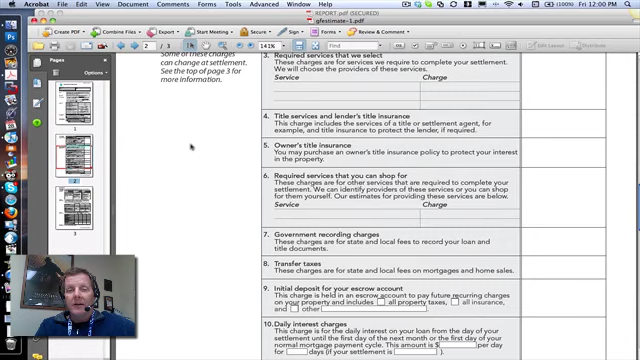 View Document Comments Forms Tools Advanced Window Help
Fri 12:00 PM
REPORT.pdf (SECURED)
gfestimate-1.pdf
Create Combine Export Start Meeting Secure Sign Forms Comment
2 / 3 141% Find
Pages
Options
1
2
3
Some of these charges
can change at settlement.
See the top of page 3 for
more information.
3. Required services that we select
These charges are for services we require to complete your settlement.
We will choose the providers of these services.
Service Charge
4. Title services and lender's title insurance
This charge includes the services of a title or settlement agent, for
example, and title insurance to protect the lender, if required.
5. Owner's title insurance
You may purchase an owner's title insurance policy to protect your interest
in the property.
6. Required services that you can shop for
These charges are for other services that are required to complete your
settlement. We can identify providers of these services or you can shop
for them yourself. Our estimates for providing these services are below.
Service Charge
7. Government recording charges
These charges are for state and local fees to record your loan and
title documents.
8. Transfer taxes
These charges are for state and local fees on mortgages and home sales.
9. Initial deposit for your escrow account
This charge is held in an escrow account to pay future recurring charges
on your property and includes all property taxes, all insurance,
and other
10. Daily interest charges
This charge is for the daily interest on your loan from the day of your
settlement until the first day of the next month or the first day of your
normal mortgage payment cycle. This amount is $ per day
for days (if your settlement is ).